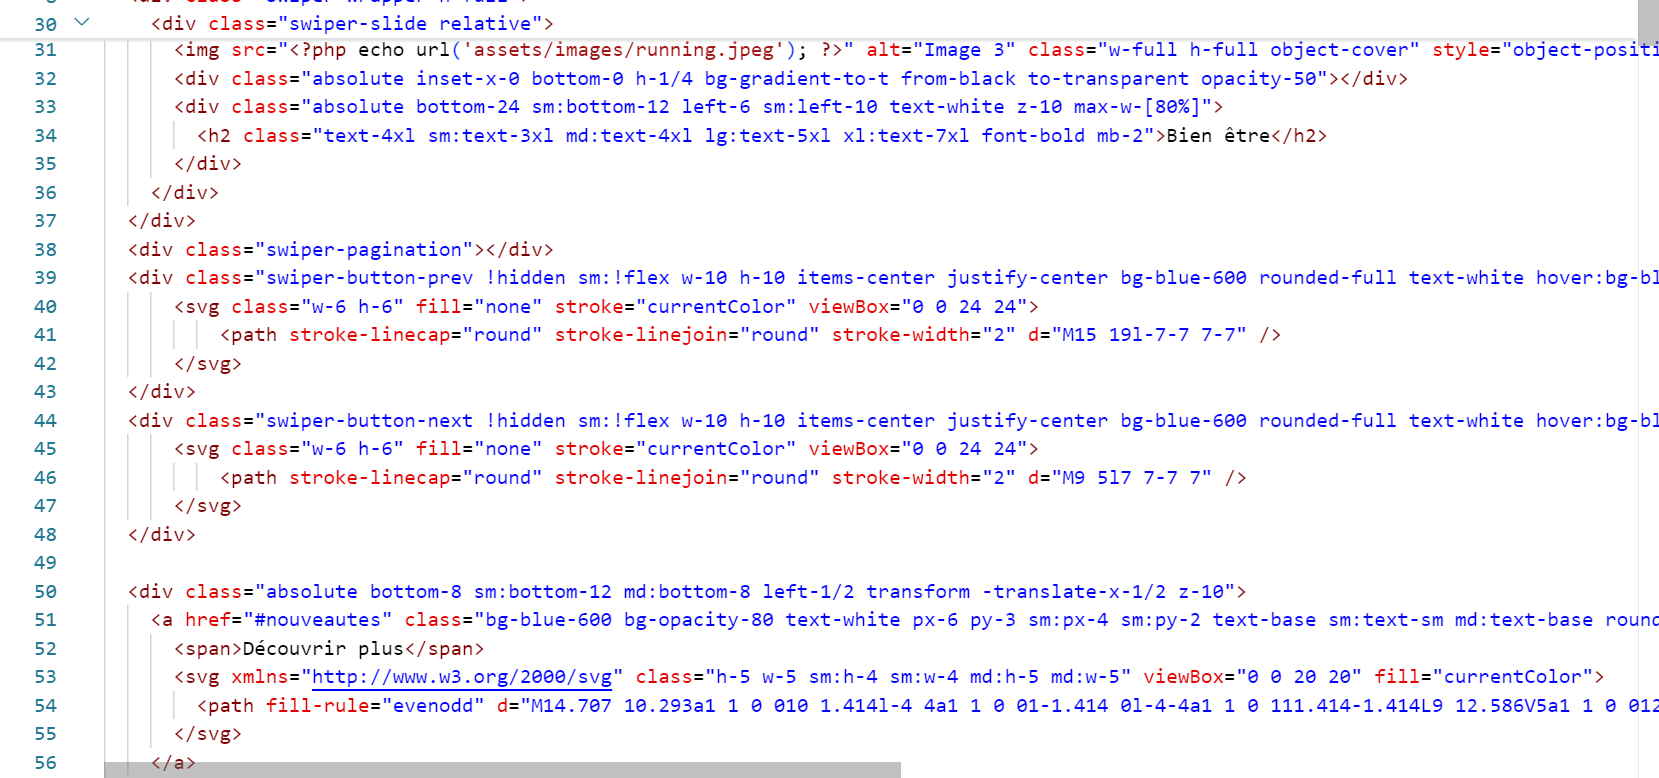 30 <div class="swiper-slide relative">
31 <img src="<?php echo url('assets/images/running.jpeg'); ?>" alt="Image 3" class="w-full h-full object-cover" style="object-positi
32 <div class="absolute inset-x-0 bottom-0 h-1/4 bg-gradient-to-t from-black to-transparent opacity-50"></div>
33 <div class="absolute bottom-24 sm:bottom-12 left-6 sm:left-10 text-white z-10 max-w-[80%]">
34 <h2 class="text-4xl sm:text-3xl md:text-4xl lg:text-5xl xl:text-7xl font-bold mb-2">Bien être</h2>
35 </div>
36 </div>
37 </div>
38 <div class="swiper-pagination"></div>
39 <div class="swiper-button-prev !hidden sm:!flex w-10 h-10 items-center justify-center bg-blue-600 rounded-full text-white hover:bg-bl
40 <svg class="w-6 h-6" fill="none" stroke="currentColor" viewBox="0 0 24 24">
41 <path stroke-linecap="round" stroke-linejoin="round" stroke-width="2" d="M15 19l-7-7 7-7" />
42 </svg>
43 </div>
44 <div class="swiper-button-next !hidden sm:!flex w-10 h-10 items-center justify-center bg-blue-600 rounded-full text-white hover:bg-bl
45 <svg class="w-6 h-6" fill="none" stroke="currentColor" viewBox="0 0 24 24">
46 <path stroke-linecap="round" stroke-linejoin="round" stroke-width="2" d="M9 5l7 7-7 7" />
47 </svg>
48 </div>
49
50 <div class="absolute bottom-8 sm:bottom-12 md:bottom-8 left-1/2 transform -translate-x-1/2 z-10">
51 <a href="#nouveautes" class="bg-blue-600 bg-opacity-80 text-white px-6 py-3 sm:px-4 sm:py-2 text-base sm:text-sm md:text-base round
52 <span>Découvrir plus</span>
53 <svg xmlns="http://www.w3.org/2000/svg" class="h-5 w-5 sm:h-4 sm:w-4 md:h-5 md:w-5" viewBox="0 0 20 20" fill="currentColor">
54 <path fill-rule="evenodd" d="M14.707 10.293a1 1 0 010 1.414l-4 4a1 1 0 01-1.414 0l-4-4a1 1 0 111.414-1.414L9 12.586V5a1 1 0 012
55 </svg>
56 </a>